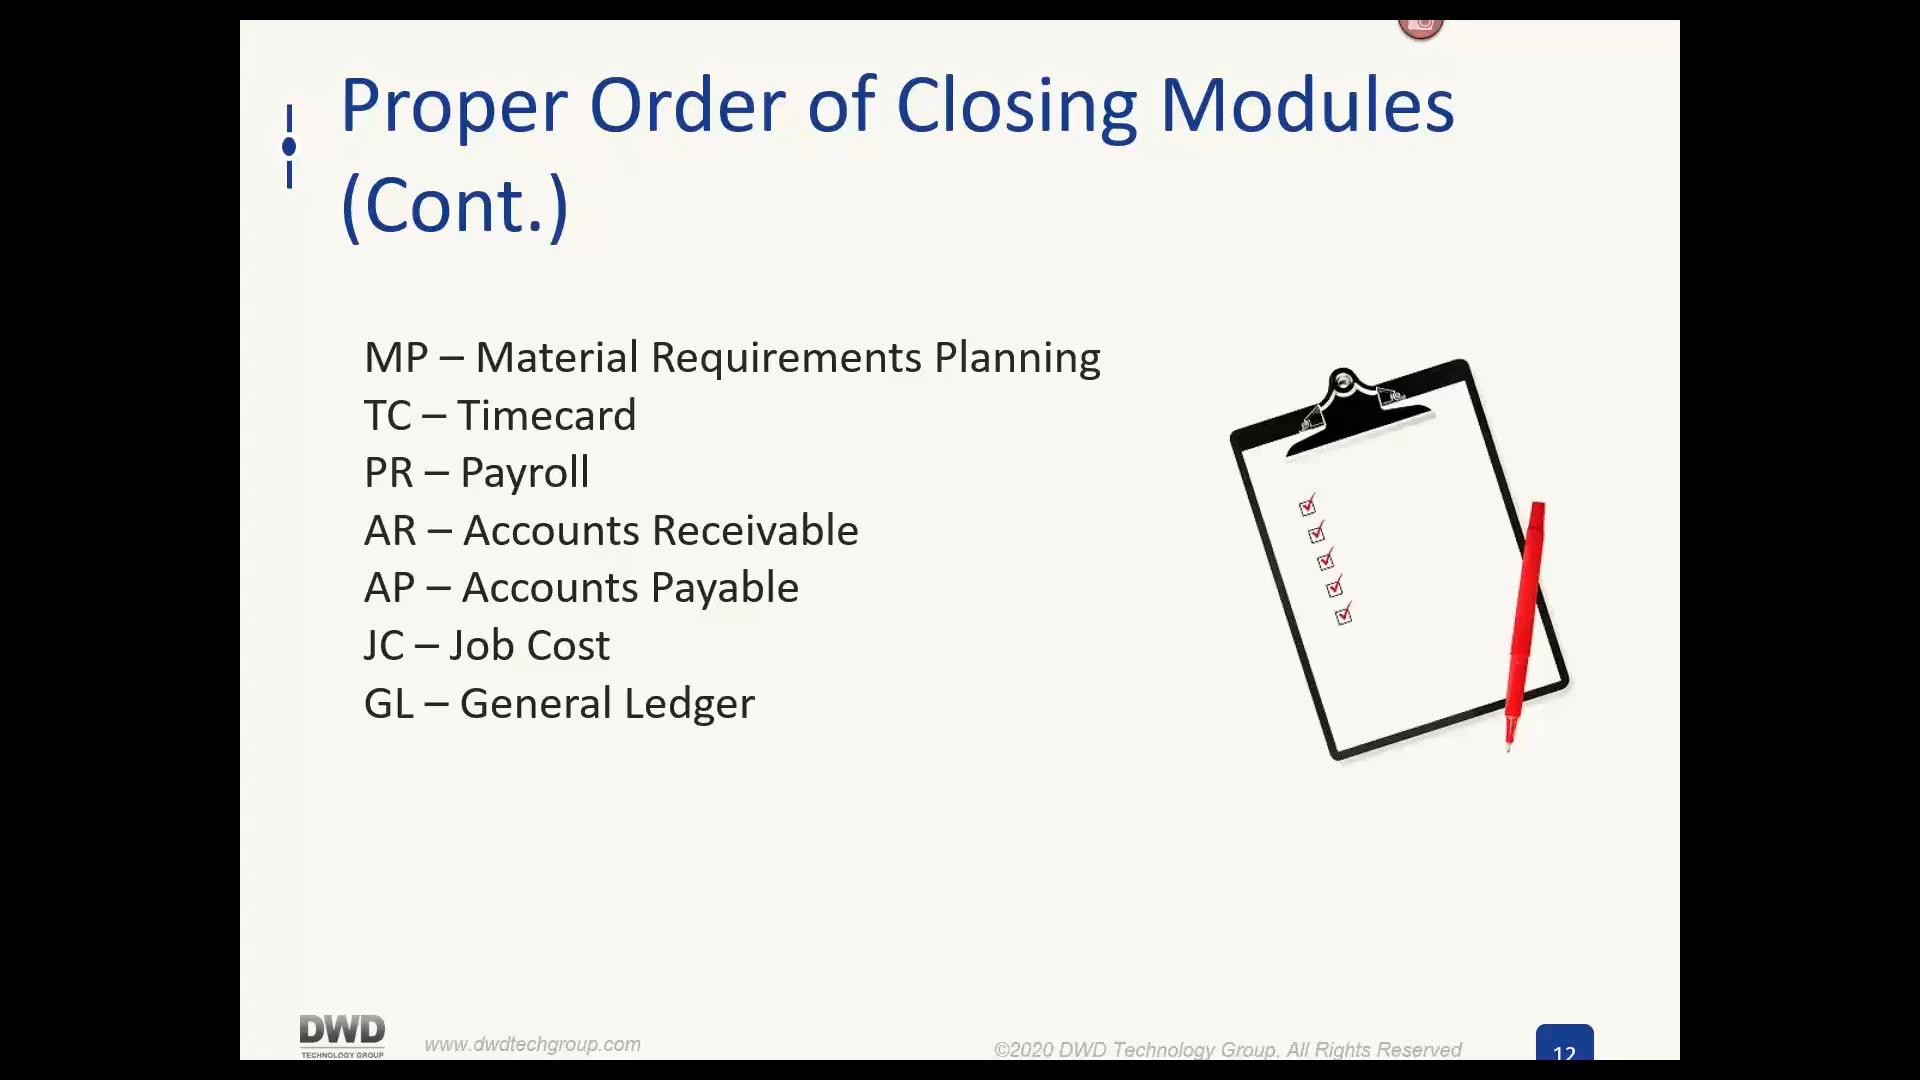 Proper Order of Closing Modules
(Cont.)
MP – Material Requirements Planning
TC – Timecard
PR – Payroll
AR – Accounts Receivable
AP – Accounts Payable
JC – Job Cost
GL – General Ledger
DWD
TECHNOLOGY GROUP
www.dwdtechgroup.com
©2020 DWD Technology Group. All Rights Reserved
12